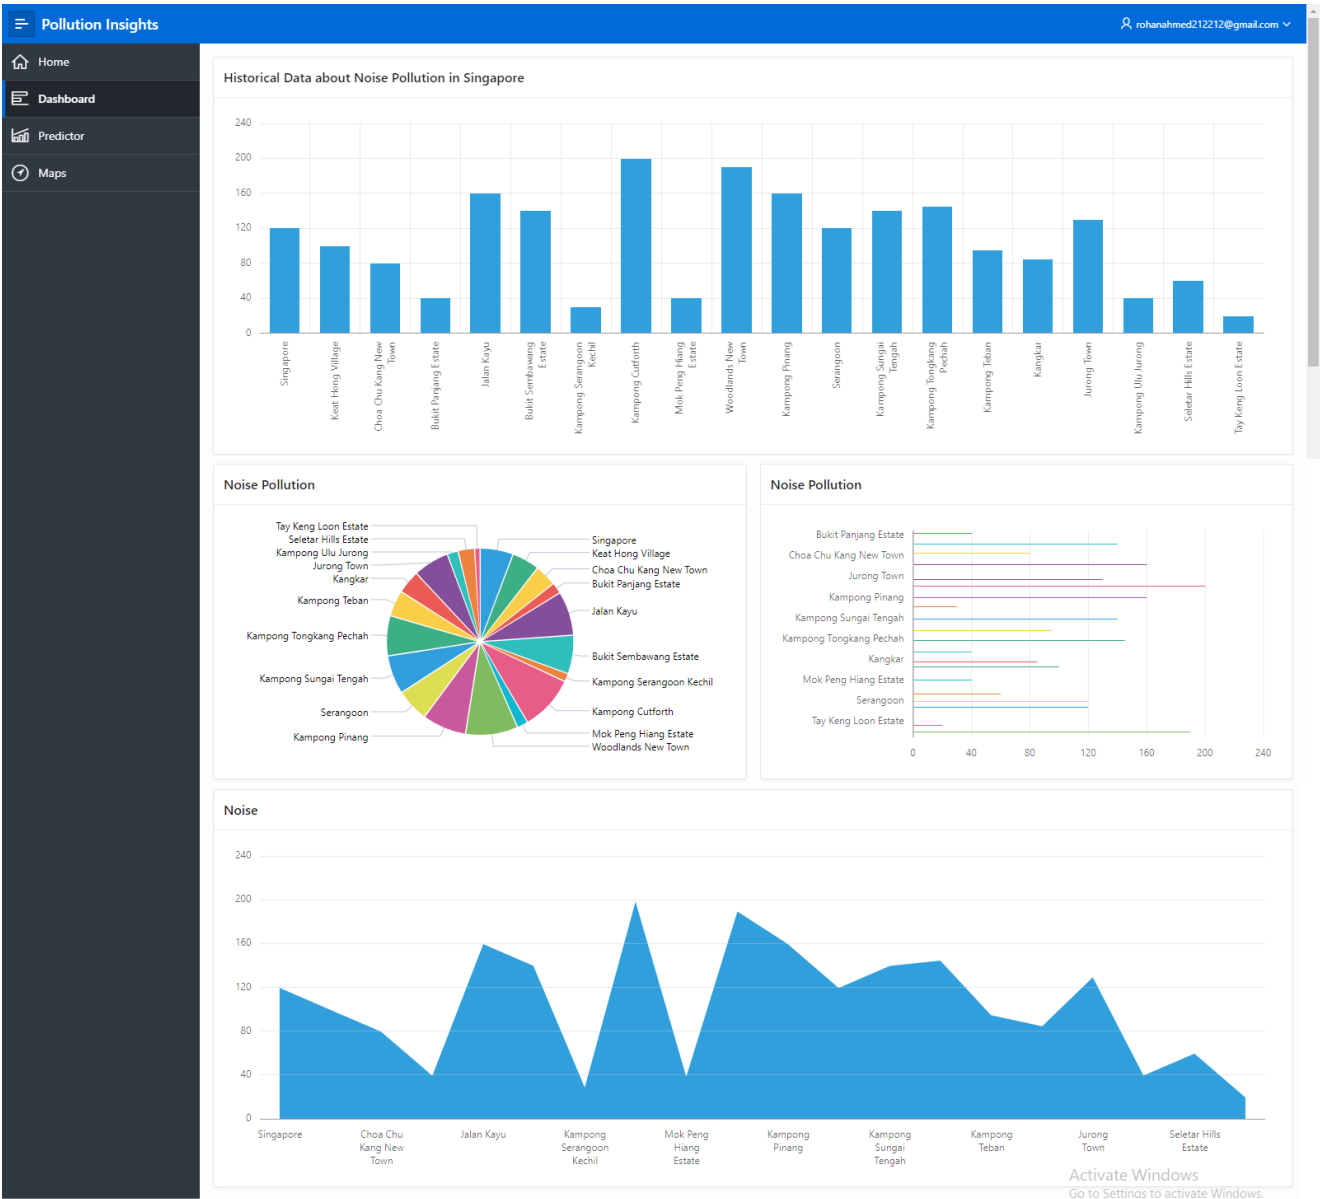 Pollution Insights
rohanahmed212212@gmail.com
Home
Dashboard
Predictor
Maps
Historical Data about Noise Pollution in Singapore
240
200
160
120
80
40
0
Singapore
Keat Hong Village
Choa Chu Kang New
Town
Bukit Panjang Estate
Jalan Kayu
Bukit Sembawang
Estate
Kampong Serangoon
Kechil
Kampong Cutforth
Mok Peng Hiang
Estate
Woodlands New
Town
Kampong Pinang
Serangoon
Kampong Sungai
Tengah
Kampong Tongkang
Pechah
Kampong Teban
Kangkar
Jurong Town
Kampong Ulu Jurong
Seletar Hills Estate
Tay Keng Loon Estate
Noise Pollution
Tay Keng Loon Estate
Seletar Hills Estate
Kampong Ulu Jurong
Jurong Town
Kangkar
Kampong Teban
Kampong Tongkang Pechah
Kampong Sungai Tengah
Serangoon
Kampong Pinang
Singapore
Keat Hong Village
Choa Chu Kang New Town
Bukit Panjang Estate
Jalan Kayu
Bukit Sembawang Estate
Kampong Serangoon Kechil
Kampong Cutforth
Mok Peng Hiang Estate
Woodlands New Town
Noise Pollution
Bukit Panjang Estate
Choa Chu Kang New Town
Jurong Town
Kampong Pinang
Kampong Sungai Tengah
Kampong Tongkang Pechah
Kangkar
Mok Peng Hiang Estate
Serangoon
Tay Keng Loon Estate
0 40 80 120 160 200 240
Noise
240
200
160
120
80
40
0
Singapore
Choa Chu
Kang New
Town
Jalan Kayu
Kampong
Serangoon
Kechil
Mok Peng
Hiang
Estate
Kampong
Pinang
Kampong
Sungai
Tengah
Kampong
Teban
Jurong
Town
Seletar Hills
Estate
Activate Windows
Go to Settings to activate Windows.